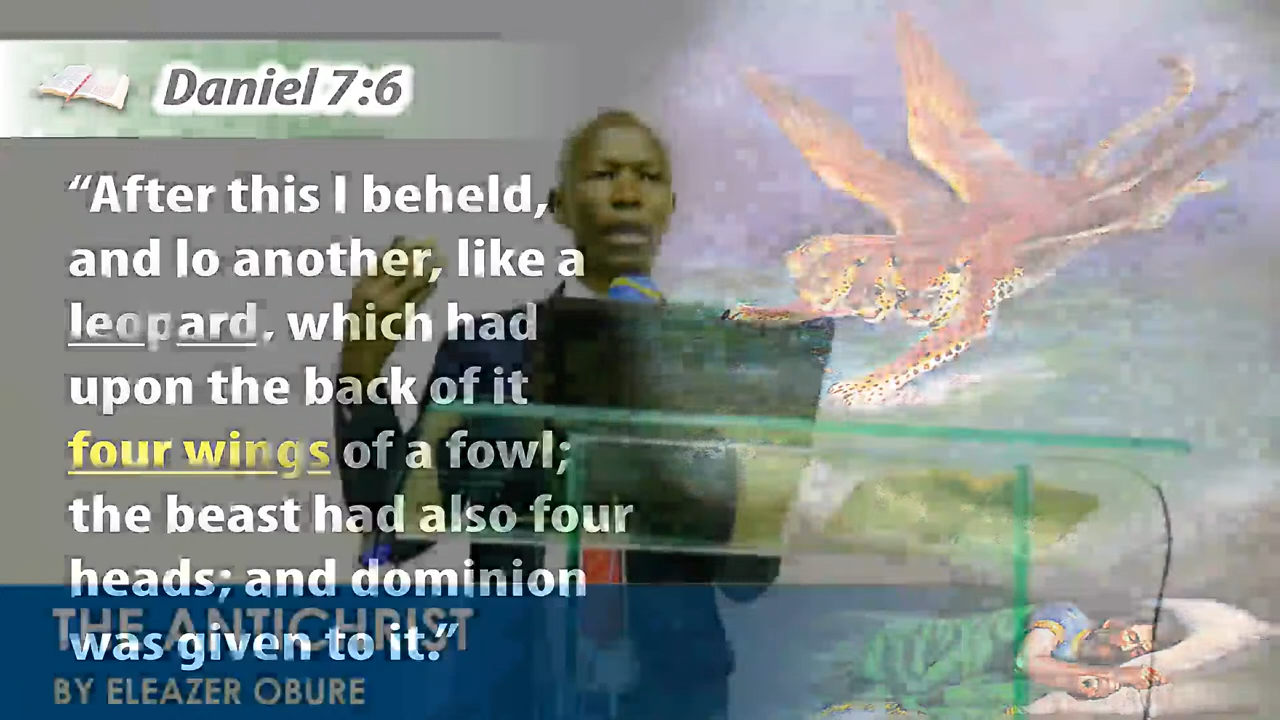 Daniel 7:6
“After this I beheld,
and lo another, like a
leopard, which had
upon the back of it
four wings of a fowl;
the beast had also four
heads; and dominion
was given to it.”
THE ANTICHRIST
BY ELEAZER OBURE